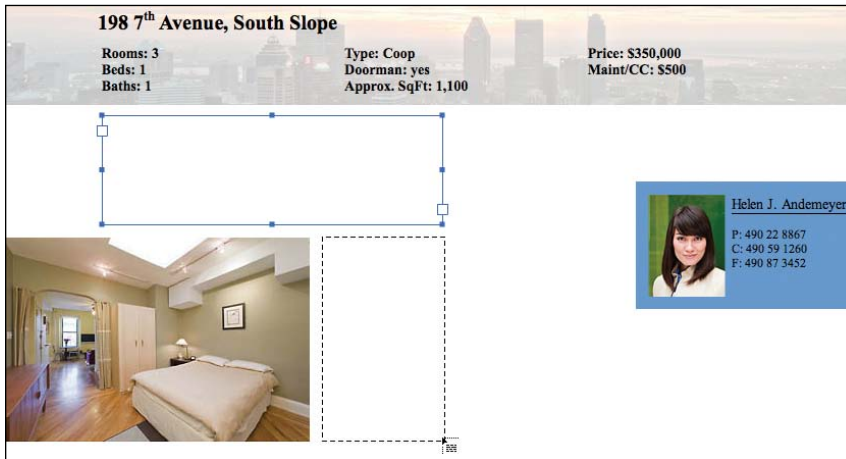 198 7th Avenue, South Slope
Rooms: 3
Beds: 1
Baths: 1
Type: Coop
Doorman: yes
Approx. SqFt: 1,100
Price: $350,000
Maint/CC: $500
Helen J. Andemeyer
P: 490 22 8867
C: 490 59 1260
F: 490 87 3452